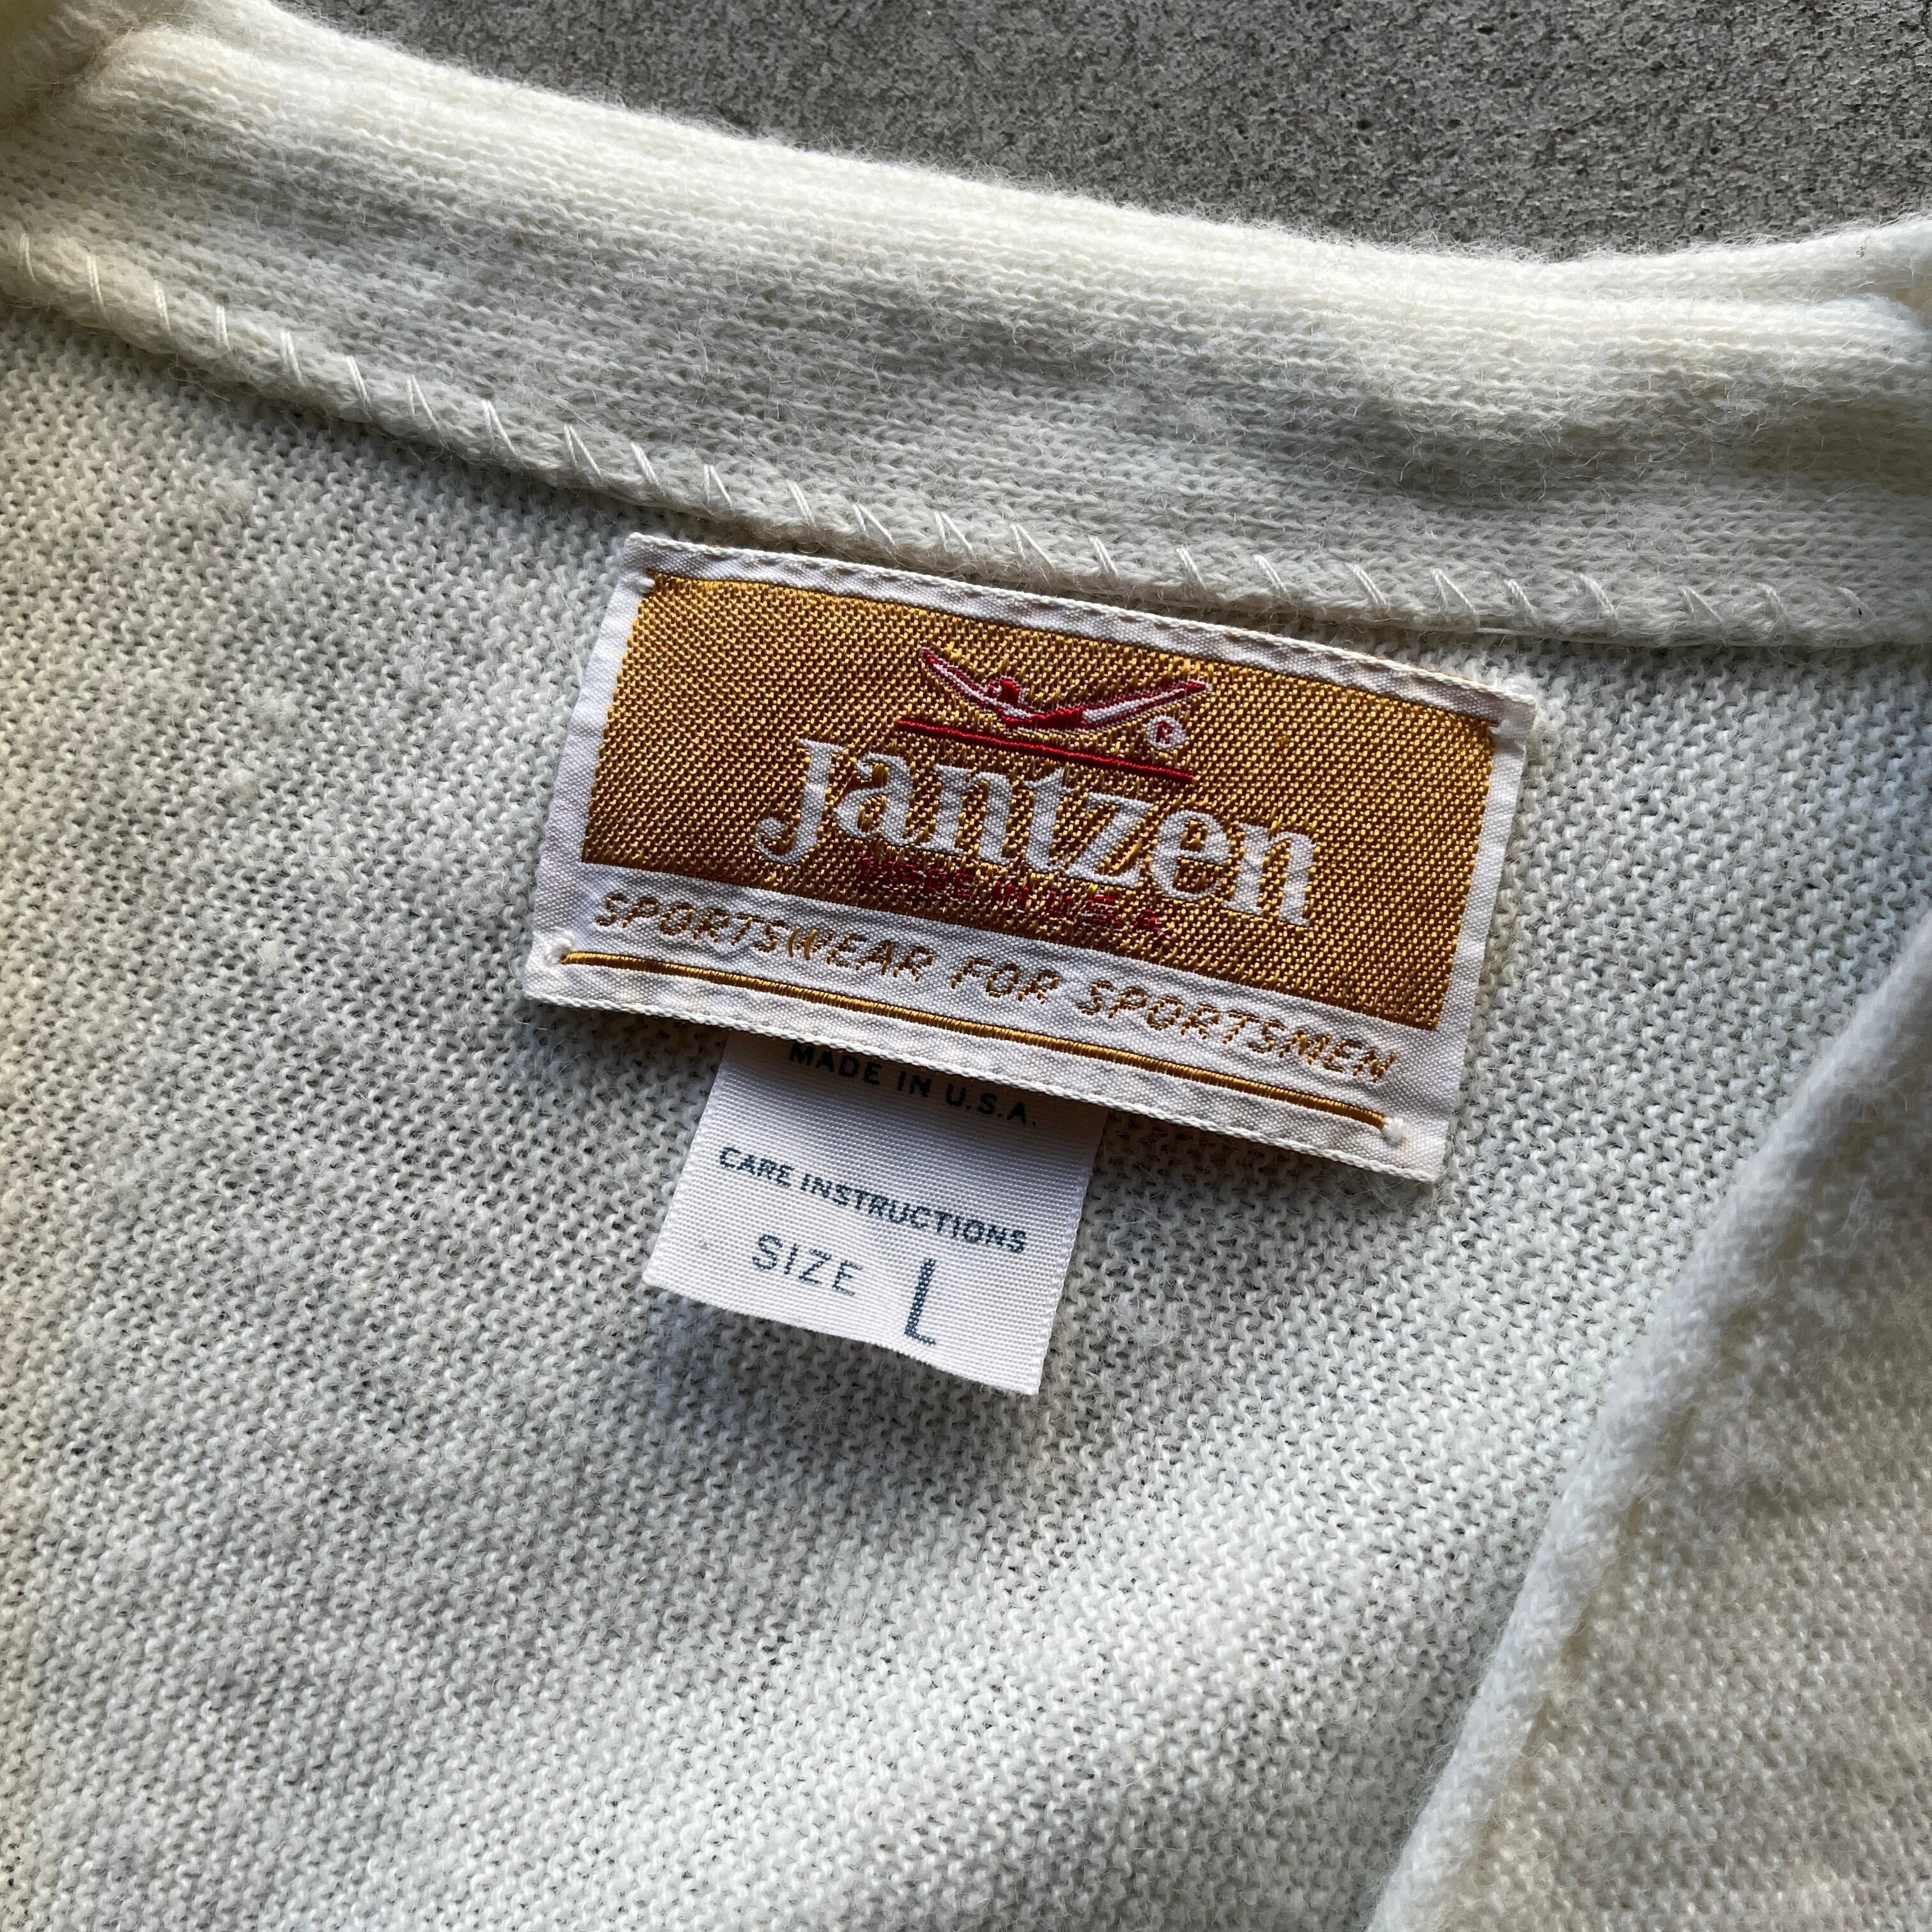 ®
Jantzen
MADE IN U.S.A.
SPORTSWEAR FOR SPORTSMEN
MADE IN U.S.A.
CARE INSTRUCTIONS
SIZE L